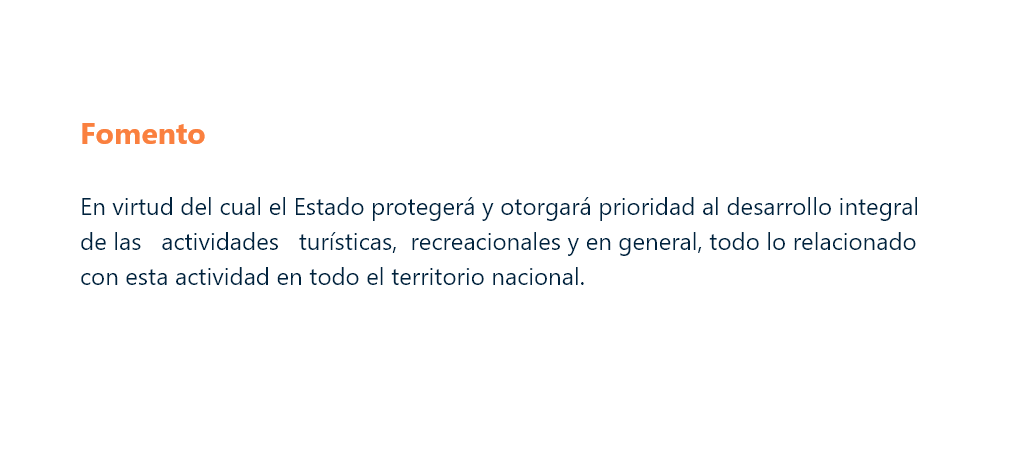 Fomento
En virtud del cual el Estado protegerá y otorgará prioridad al desarrollo integral
de las   actividades   turísticas,  recreacionales y en general, todo lo relacionado
con esta actividad en todo el territorio nacional.